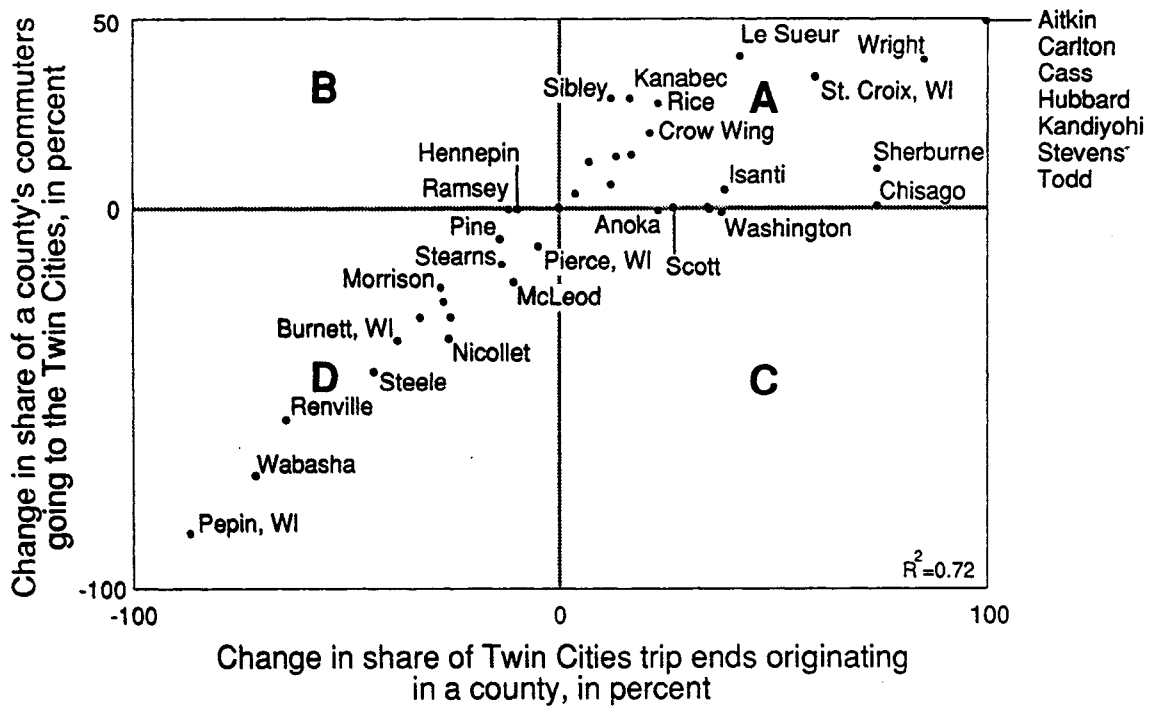 Change in share of a county's commuters
going to the Twin Cities, in percent
50
0
-100
B
A
D
C
Le Sueur
Wright
Sibley
Kanabec
Rice
St. Croix, WI
Crow Wing
Hennepin
Ramsey
Isanti
Sherburne
Chisago
Pine
Anoka
Washington
Stearns
Pierce, WI
Scott
Morrison
McLeod
Burnett, WI
Nicollet
Steele
Renville
Wabasha
Pepin, WI
R²=0.72
Aitkin
Carlton
Cass
Hubbard
Kandiyohi
Stevens
Todd
-100
0
100
Change in share of Twin Cities trip ends originating
in a county, in percent